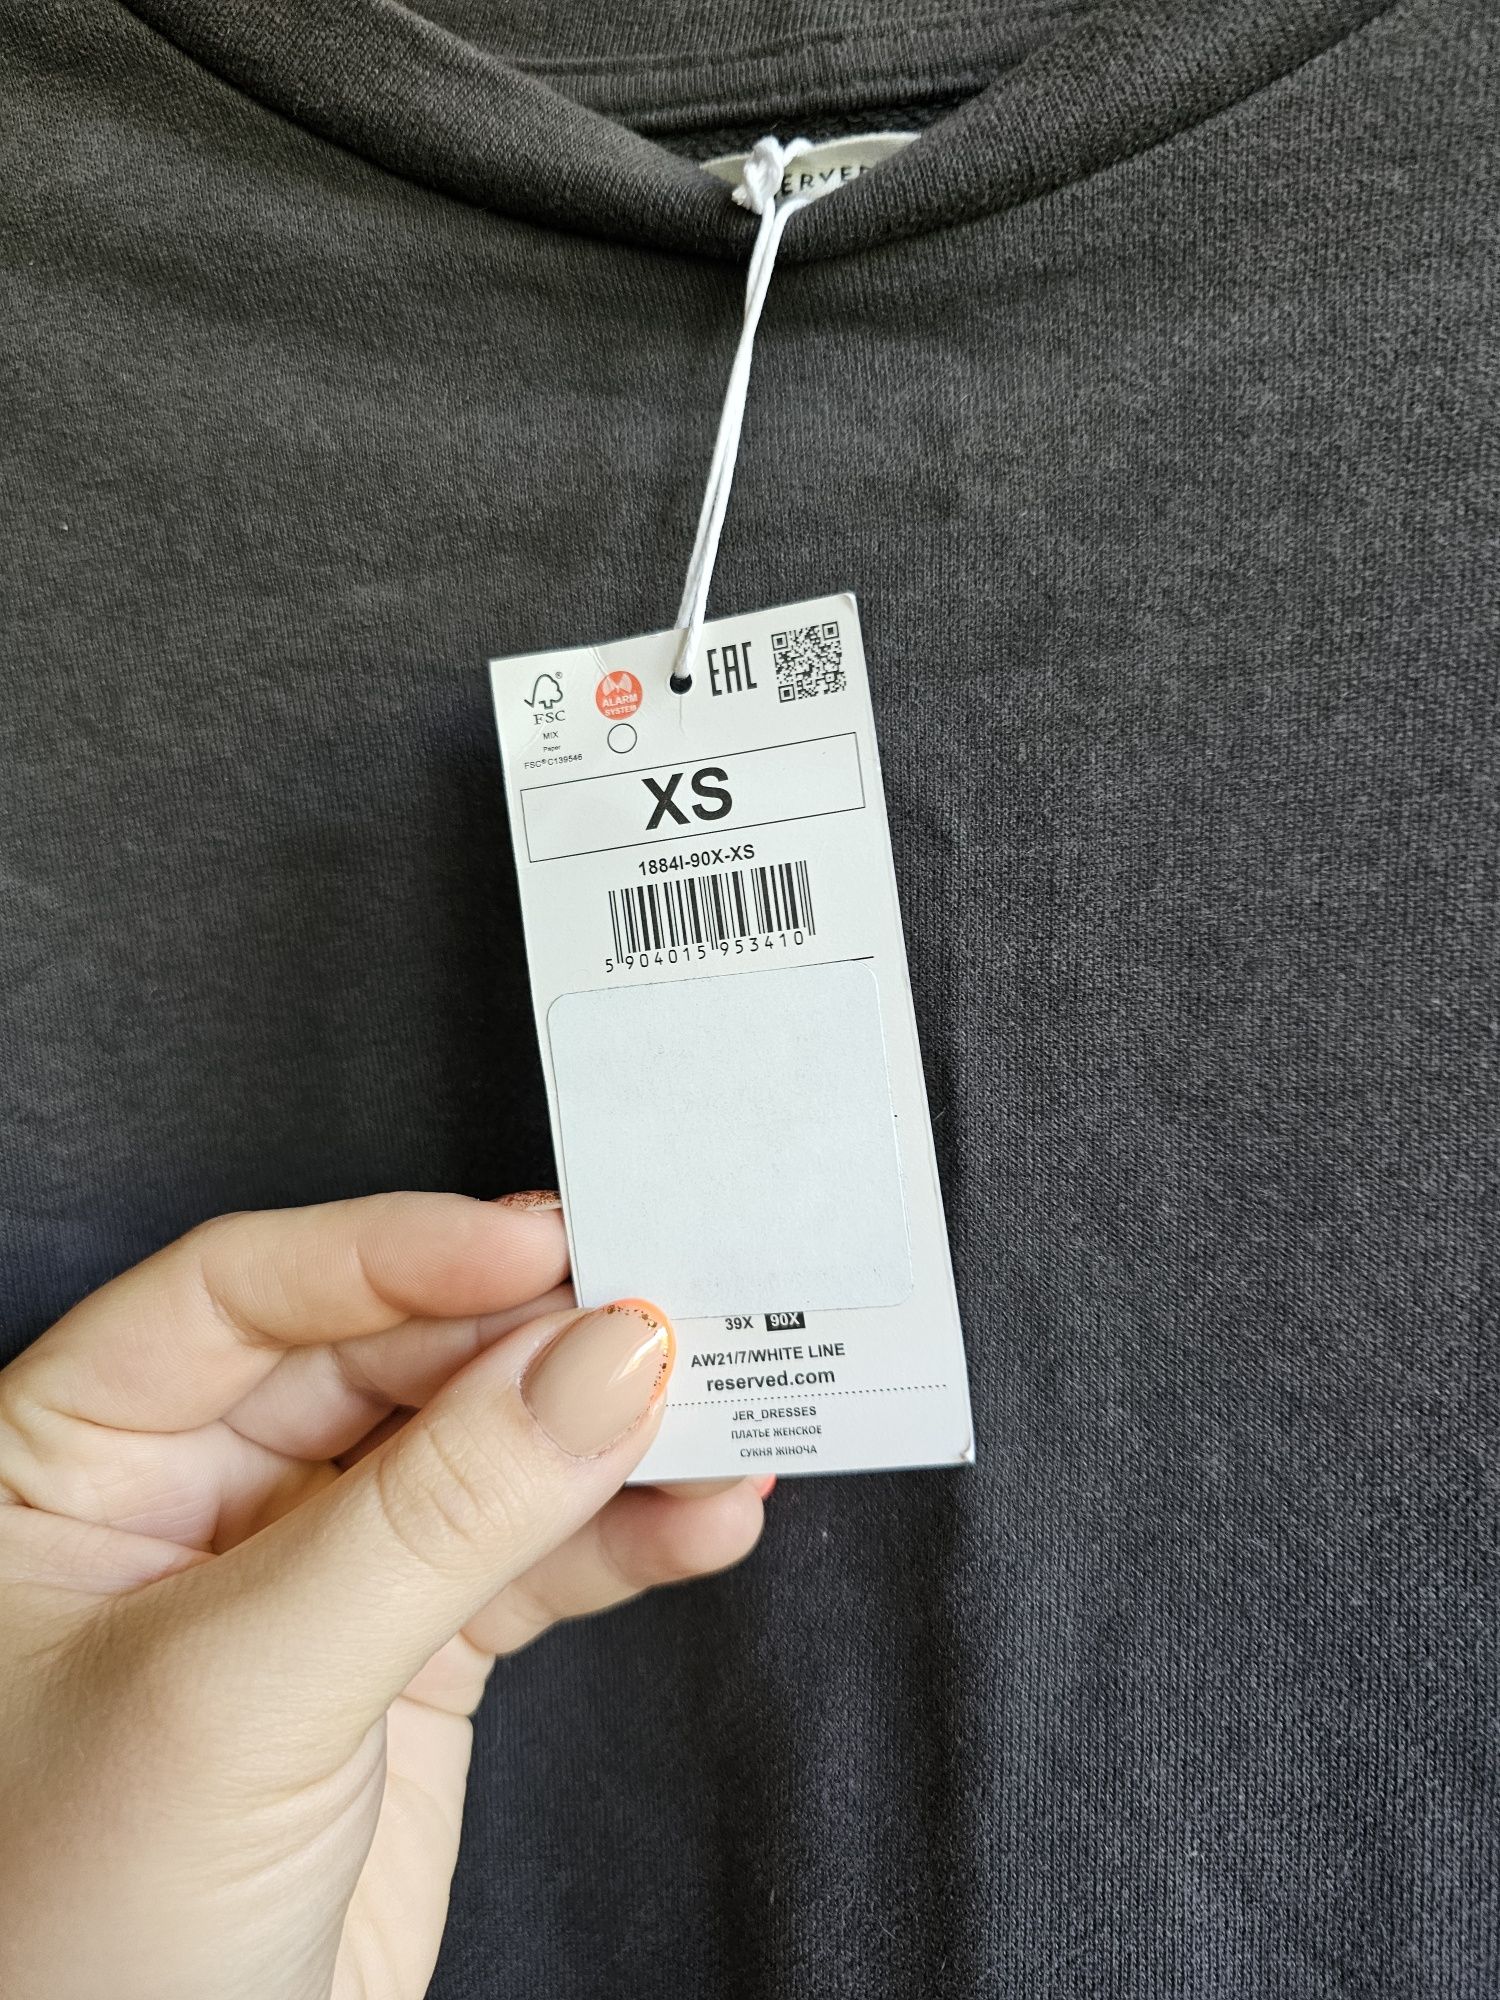 ERVE
FSC
MIX
Paper
FSC® C139546
ALARM
SYSTEM
EAC
XS
1884I-90X-XS
5 904015 953410
39X 90X
AW21/7/WHITE LINE
reserved.com
JER_DRESSES
ПЛАТЬЕ ЖЕНСКОЕ
СУКНЯ ЖІНОЧА